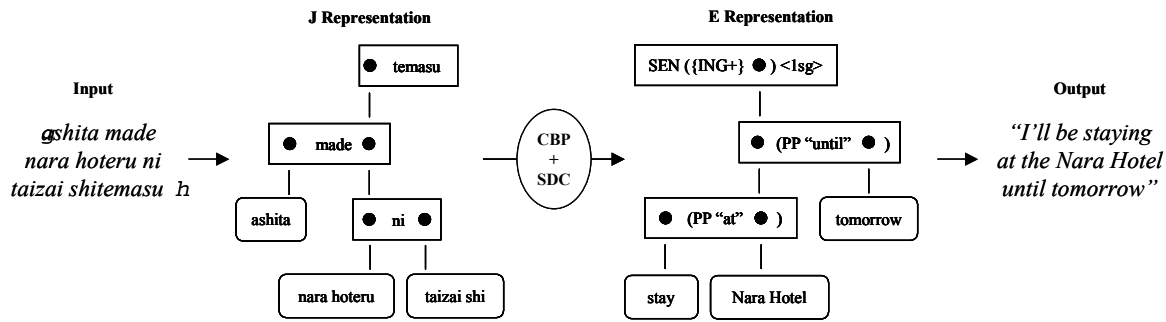 J Representation
E Representation
● temasu
SEN ({ING+} ● ) <1sg>
Input
Output
ashita made
nara hoteru ni
taizai shitemasu
● made ●
CBP
+
SDC
● (PP “until” ● )
“I’ll be staying
at the Nara Hotel
until tomorrow”
ashita
● ni ●
● (PP “at” ● )
tomorrow
nara hoteru
taizai shi
stay
Nara Hotel